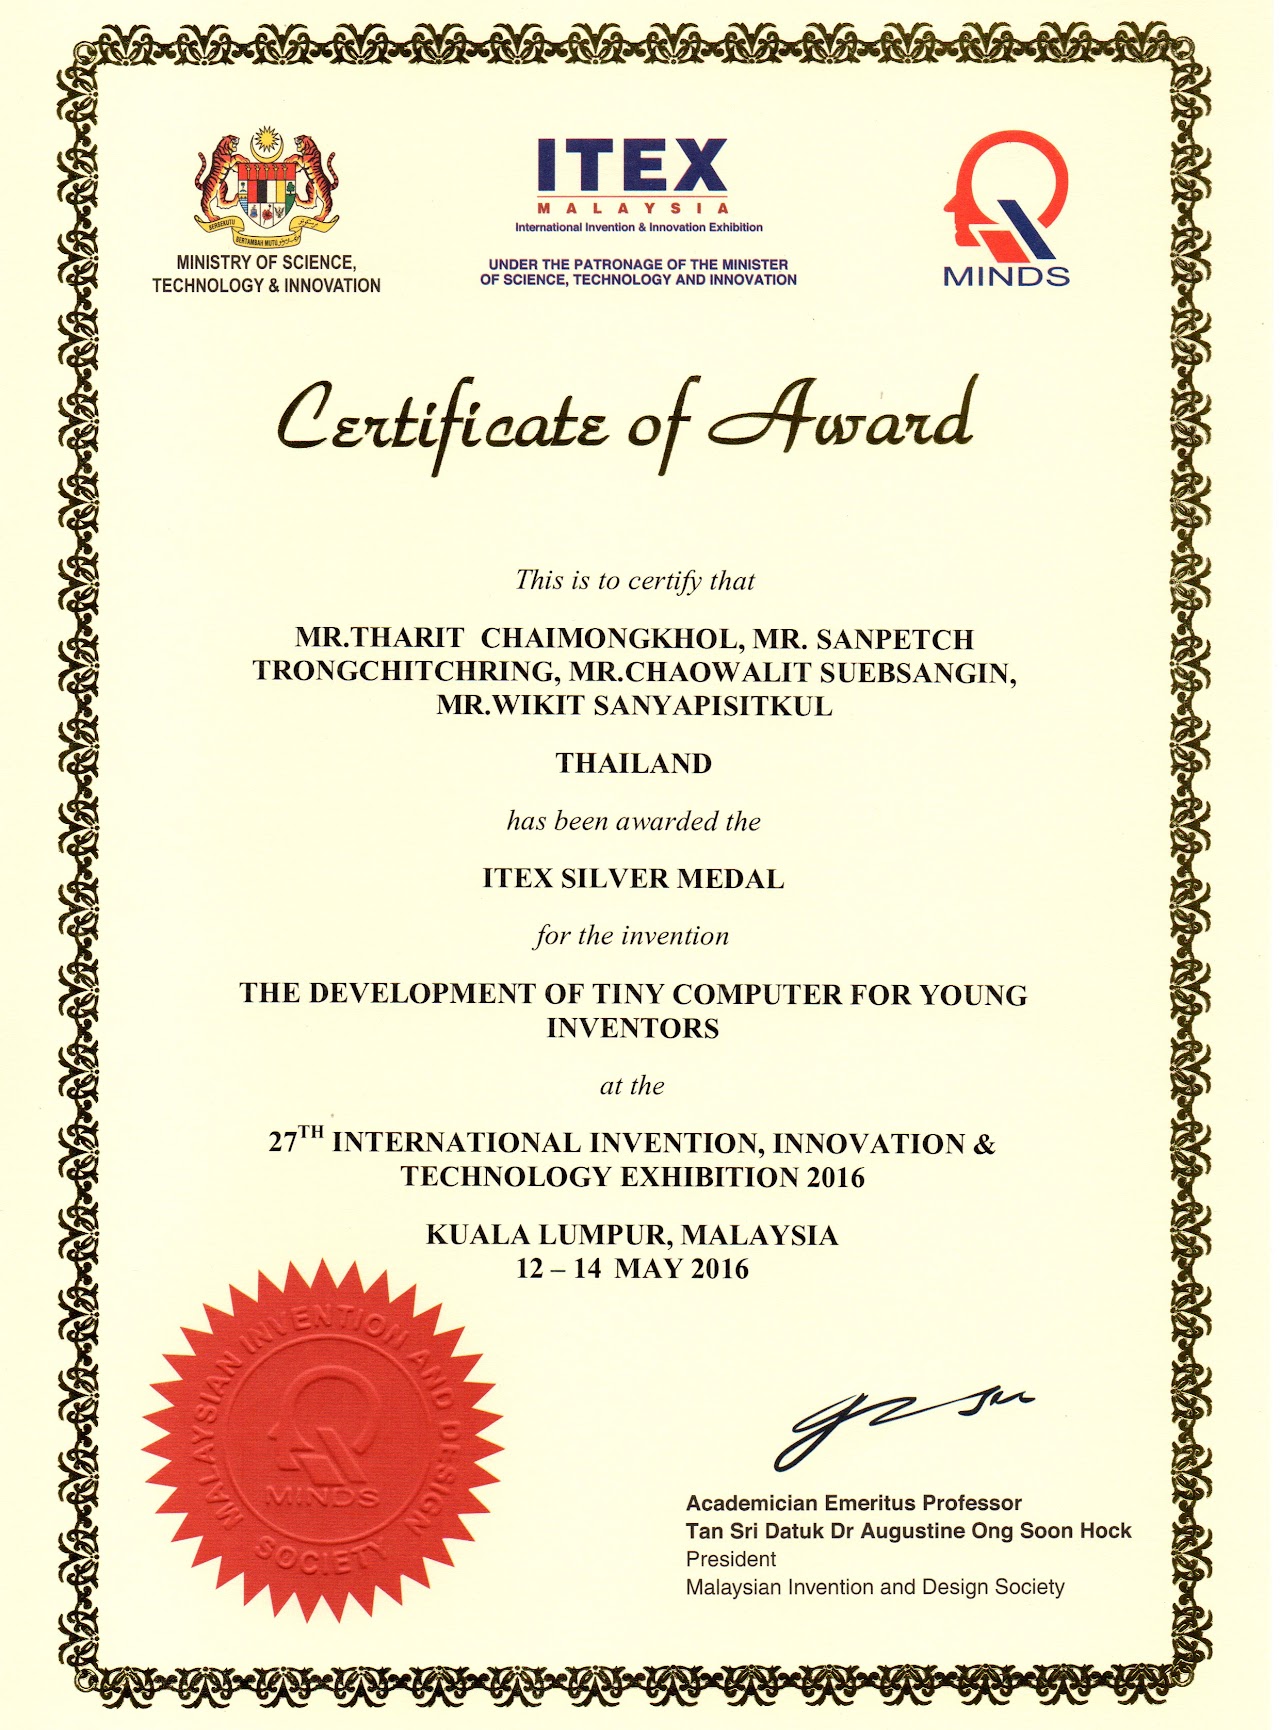 BERSEKUTU
BERTAMBAH MUTU
MINISTRY OF SCIENCE,
TECHNOLOGY & INNOVATION
ITEX
MALAYSIA
International Invention & Innovation Exhibition
UNDER THE PATRONAGE OF THE MINISTER
OF SCIENCE, TECHNOLOGY AND INNOVATION
MINDS
Certificate of Award
This is to certify that
MR.THARIT CHAIMONGKHOL, MR. SANPETCH
TRONGCHITCHRING, MR.CHAOWALIT SUEBSANGIN,
MR.WIKIT SANYAPISITKUL
THAILAND
has been awarded the
ITEX SILVER MEDAL
for the invention
THE DEVELOPMENT OF TINY COMPUTER FOR YOUNG
INVENTORS
at the
27TH INTERNATIONAL INVENTION, INNOVATION &
TECHNOLOGY EXHIBITION 2016
KUALA LUMPUR, MALAYSIA
12 – 14 MAY 2016
MALAYSIAN INVENTION AND DESIGN
MINDS
SOCIETY
Academician Emeritus Professor
Tan Sri Datuk Dr Augustine Ong Soon Hock
President
Malaysian Invention and Design Society